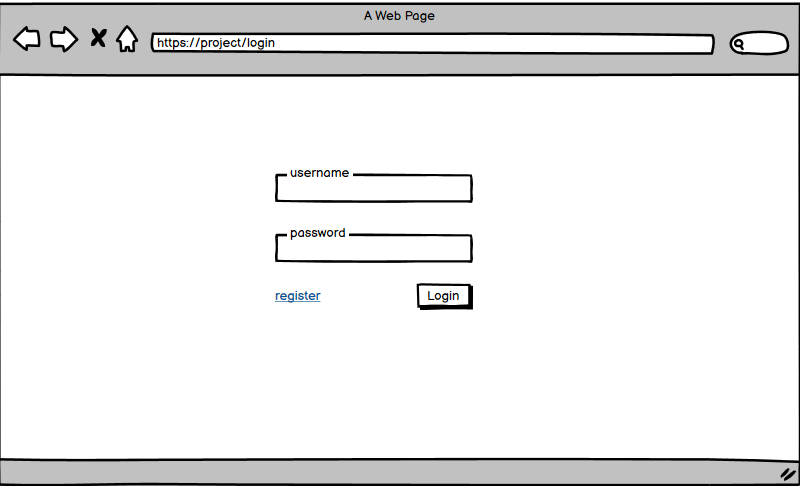 A Web Page
https://project/login
username
password
register
Login